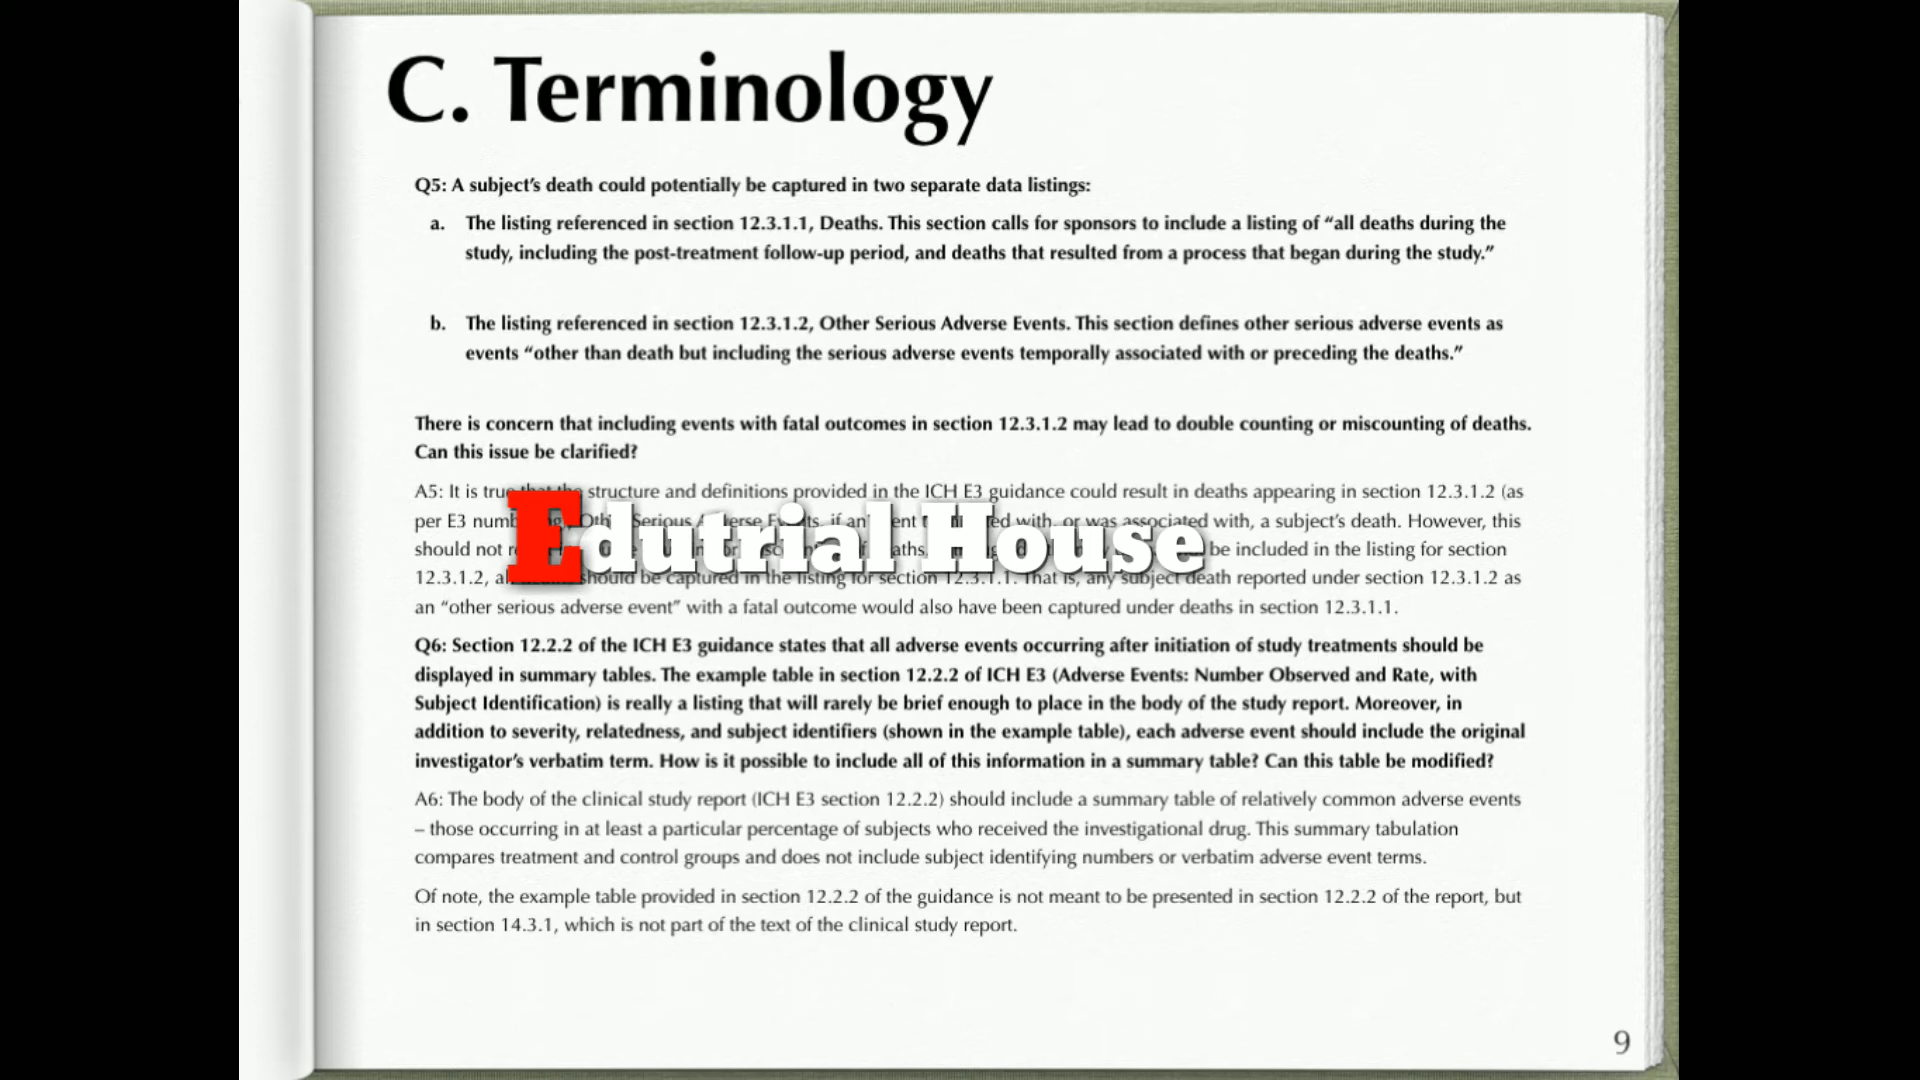 C. Terminology
Q5: A subject's death could potentially be captured in two separate data listings:
a. The listing referenced in section 12.3.1.1, Deaths. This section calls for sponsors to include a listing of “all deaths during the
study, including the post-treatment follow-up period, and deaths that resulted from a process that began during the study.”
b. The listing referenced in section 12.3.1.2, Other Serious Adverse Events. This section defines other serious adverse events as
events “other than death but including the serious adverse events temporally associated with or preceding the deaths.”
There is concern that including events with fatal outcomes in section 12.3.1.2 may lead to double counting or miscounting of deaths.
Can this issue be clarified?
A5: It is true that the structure and definitions provided in the ICH E3 guidance could result in deaths appearing in section 12.3.1.2 (as
per E3 Other Serious with, or was associated with, a subject's death. However, this
should not be included in the listing for section
12.3.1.2, should be captured in the listing for section 12.3.1.1. That is, any subject death reported under section 12.3.1.2 as
an “other serious adverse event” with a fatal outcome would also have been captured under deaths in section 12.3.1.1.
Edutrial House
Q6: Section 12.2.2 of the ICH E3 guidance states that all adverse events occurring after initiation of study treatments should be
displayed in summary tables. The example table in section 12.2.2 of ICH E3 (Adverse Events: Number Observed and Rate, with
Subject Identification) is really a listing that will rarely be brief enough to place in the body of the study report. Moreover, in
addition to severity, relatedness, and subject identifiers (shown in the example table), each adverse event should include the original
investigator's verbatim term. How is it possible to include all of this information in a summary table? Can this table be modified?
A6: The body of the clinical study report (ICH E3 section 12.2.2) should include a summary table of relatively common adverse events
– those occurring in at least a particular percentage of subjects who received the investigational drug. This summary tabulation
compares treatment and control groups and does not include subject identifying numbers or verbatim adverse event terms.
Of note, the example table provided in section 12.2.2 of the guidance is not meant to be presented in section 12.2.2 of the report, but
in section 14.3.1, which is not part of the text of the clinical study report.
9